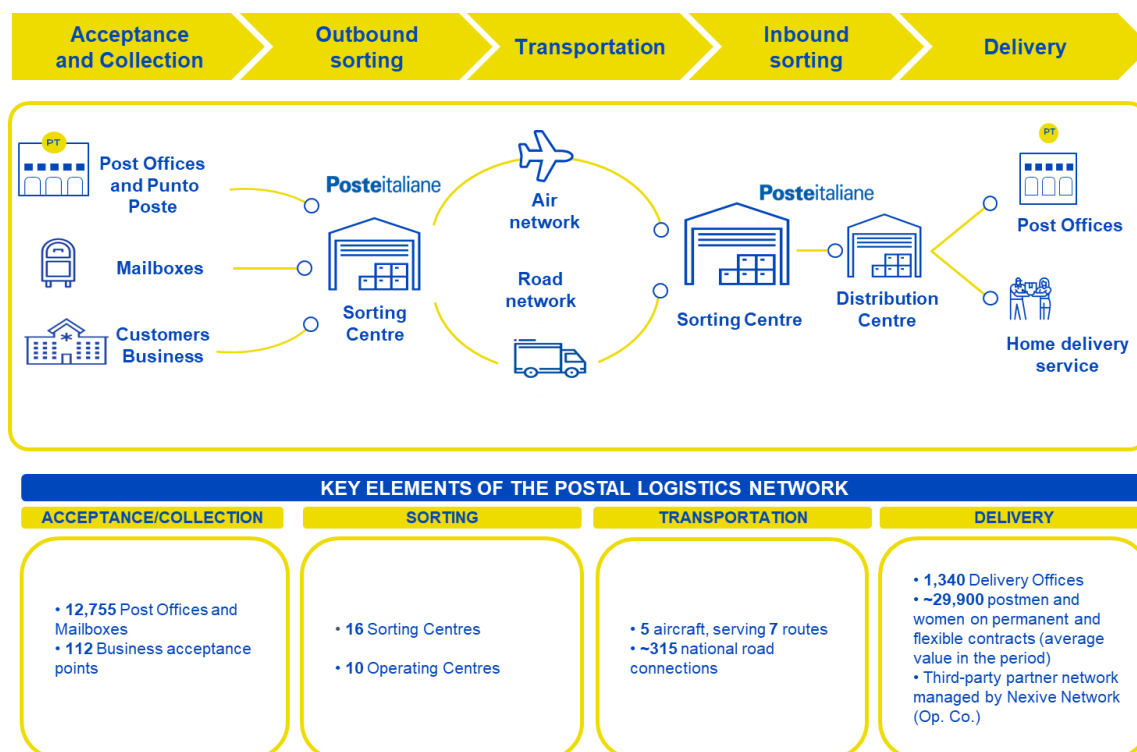 Acceptance
and Collection
Outbound
sorting
Transportation
Inbound
sorting
Delivery
PT
Post Offices
and Punto
Poste
Mailboxes
Customers
Business
Posteitaliane
Sorting
Centre
Air
network
Road
network
Posteitaliane
Sorting Centre
Distribution
Centre
PT
Post Offices
Home delivery
service
KEY ELEMENTS OF THE POSTAL LOGISTICS NETWORK
ACCEPTANCE/COLLECTION
• 12,755 Post Offices and
Mailboxes
• 112 Business acceptance
points
SORTING
• 16 Sorting Centres
• 10 Operating Centres
TRANSPORTATION
• 5 aircraft, serving 7 routes
• ~315 national road
connections
DELIVERY
• 1,340 Delivery Offices
• ~29,900 postmen and
women on permanent and
flexible contracts (average
value in the period)
• Third-party partner network
managed by Nexive Network
(Op. Co.)